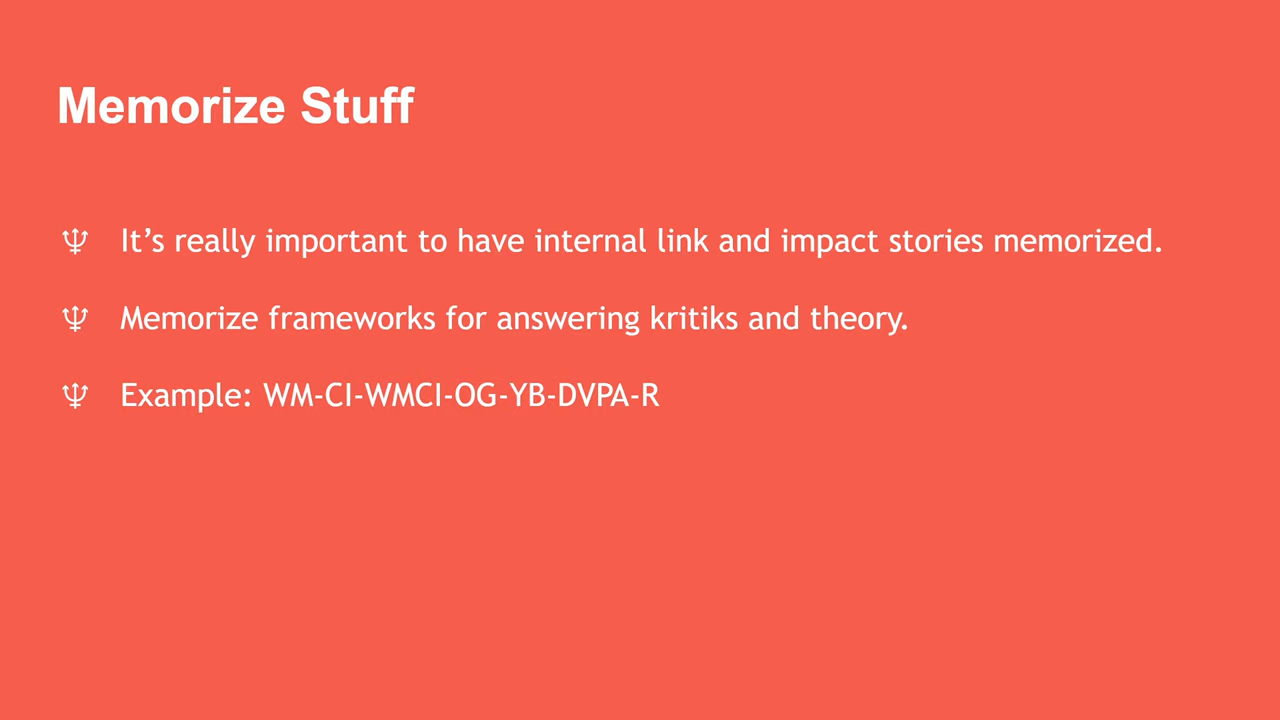 Memorize Stuff
♆ It’s really important to have internal link and impact stories memorized.
♆ Memorize frameworks for answering kritiks and theory.
♆ Example: WM-CI-WMCI-OG-YB-DVPA-R